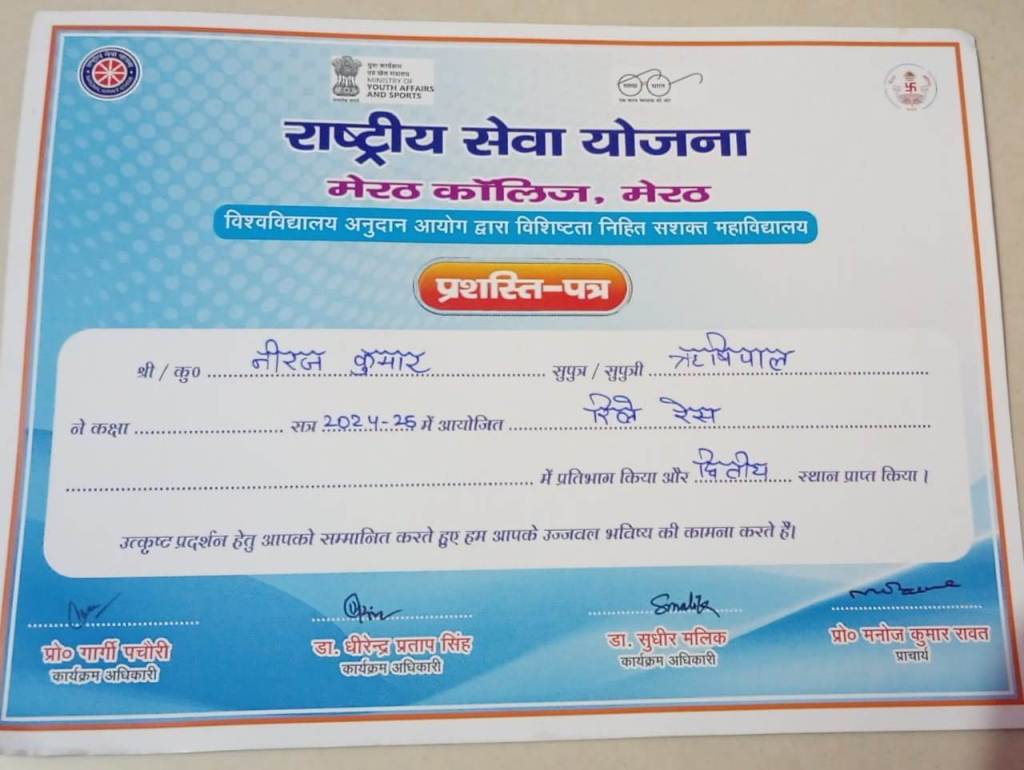 युवा कार्यक्रम
एवं खेल मंत्रालय
MINISTRY OF
YOUTH AFFAIRS
AND SPORTS
राष्ट्रीय सेवा योजना
मेरठ कॉलिज, मेरठ
विश्वविद्यालय अनुदान आयोग द्वारा विशिष्टता निहित सशक्त महाविद्यालय
प्रशस्ति-पत्र
श्री / कु० नीरज कुमार सुपुत्र / सुपुत्री ऋषिपाल
ने कक्षा सत्र 2024-25 में आयोजित रिले रेस
में प्रतिभाग किया और द्वितीय स्थान प्राप्त किया।
उत्कृष्ट प्रदर्शन हेतु आपको सम्मानित करते हुए हम आपके उज्जवल भविष्य की कामना करते है।
प्रो० गार्गी पचौरी डा. धीरेन्द्र प्रताप सिंह डा. सुधीर मलिक प्रो० मनोज कुमार रावत
कार्यक्रम अधिकारी कार्यक्रम अधिकारी कार्यक्रम अधिकारी प्राचार्य